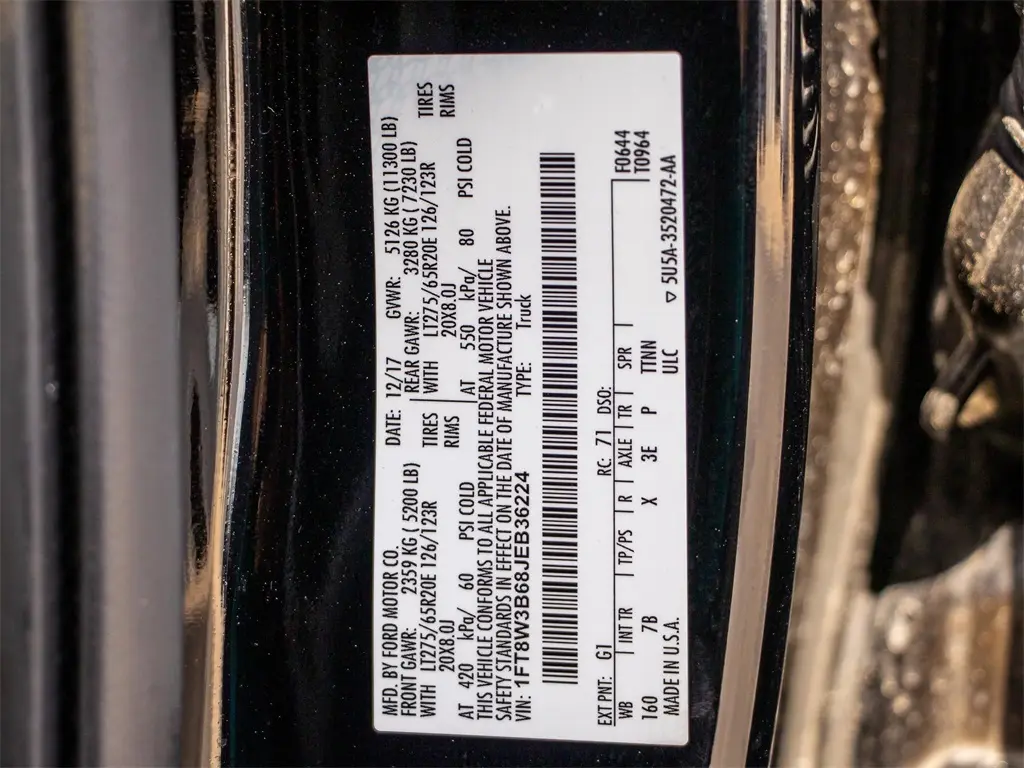 MFD. BY FORD MOTOR CO.
DATE: 12/17 GVWR: 5126 KG (11300 LB)
FRONT GAWR: 2359 KG ( 5200 LB)
REAR GAWR: 3280 KG ( 7230 LB)
WITH LT275/65R20E 126/123R TIRES
WITH LT275/65R20E 126/123R TIRES
20X8.0J RIMS
20X8.0J RIMS
AT 420 kPa/ 60 PSI COLD
AT 550 kPa/ 80 PSI COLD
THIS VEHICLE CONFORMS TO ALL APPLICABLE FEDERAL MOTOR VEHICLE
SAFETY STANDARDS IN EFFECT ON THE DATE OF MANUFACTURE SHOWN ABOVE.
VIN: 1FT8W3B68JEB36224 TYPE: Truck
EXT PNT: G1 RC: 71 DSO: F0644
WB INT TR TP/PS R AXLE TR SPR T0964
160 7B X 3E P TTNN
MADE IN U.S.A. ULC 5U5A-3520472-AA